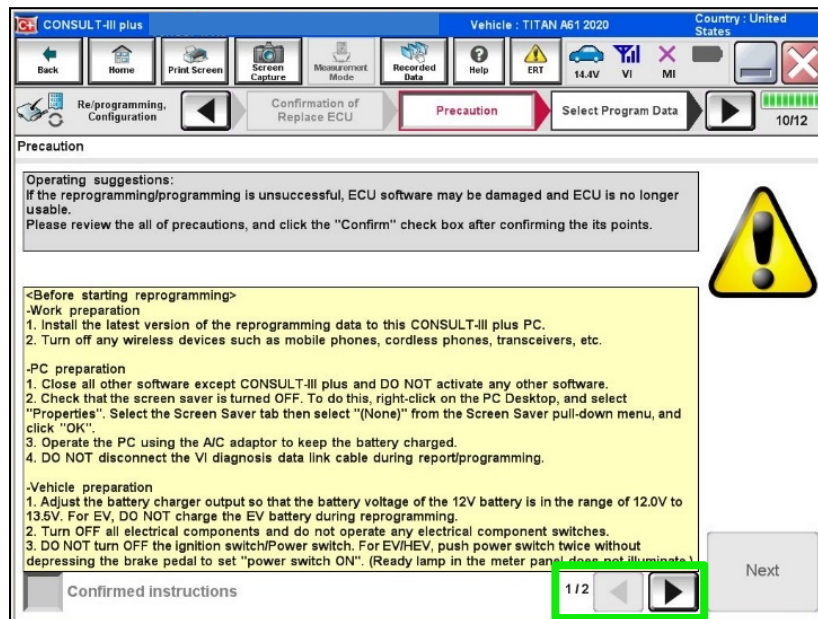 CONSULT-III plus
Vehicle : TITAN A61 2020
Country : United
States
Back
Home
Print Screen
Screen
Capture
Measurement
Mode
Recorded
Data
Help
ERT
14.4V
VI
MI
Re/programming,
Configuration
Confirmation of
Replace ECU
Precaution
Select Program Data
10/12
Precaution
Operating suggestions:
If the reprogramming/programming is unsuccessful, ECU software may be damaged and ECU is no longer
usable.
Please review the all of precautions, and click the "Confirm" check box after confirming the its points.
<Before starting reprogramming>
-Work preparation
1. Install the latest version of the reprogramming data to this CONSULT-III plus PC.
2. Turn off any wireless devices such as mobile phones, cordless phones, transceivers, etc.
-PC preparation
1. Close all other software except CONSULT-III plus and DO NOT activate any other software.
2. Check that the screen saver is turned OFF. To do this, right-click on the PC Desktop, and select
"Properties". Select the Screen Saver tab then select "(None)" from the Screen Saver pull-down menu, and
click "OK".
3. Operate the PC using the A/C adaptor to keep the battery charged.
4. DO NOT disconnect the VI diagnosis data link cable during report/programming.
-Vehicle preparation
1. Adjust the battery charger output so that the battery voltage of the 12V battery is in the range of 12.0V to
13.5V. For EV, DO NOT charge the EV battery during reprogramming.
2. Turn OFF all electrical components and do not operate any electrical component switches.
3. DO NOT turn OFF the ignition switch/Power switch. For EV/HEV, push power switch twice without
depressing the brake pedal to set "power switch ON". (Ready lamp in the meter panel does not illuminate.)
Confirmed instructions
1/2
Next